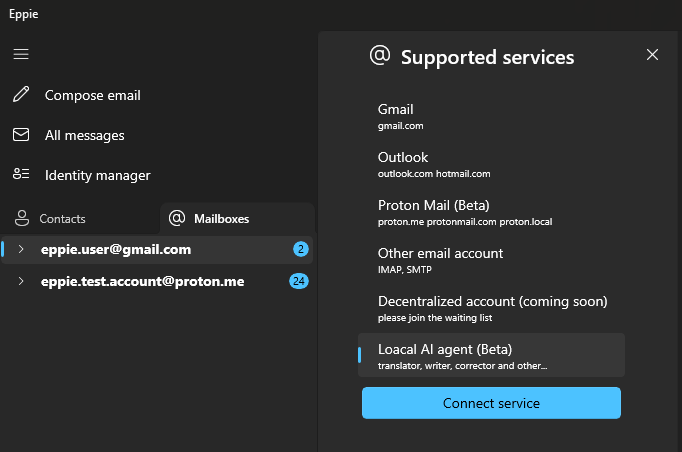 Eppie
Compose email
All messages
Identity manager
Contacts
Mailboxes
eppie.user@gmail.com
2
eppie.test.account@proton.me
24
Supported services
Gmail
gmail.com
Outlook
outlook.com hotmail.com
Proton Mail (Beta)
proton.me protonmail.com proton.local
Other email account
IMAP, SMTP
Decentralized account (coming soon)
please join the waiting list
Loacal AI agent (Beta)
translator, writer, corrector and other...
Connect service